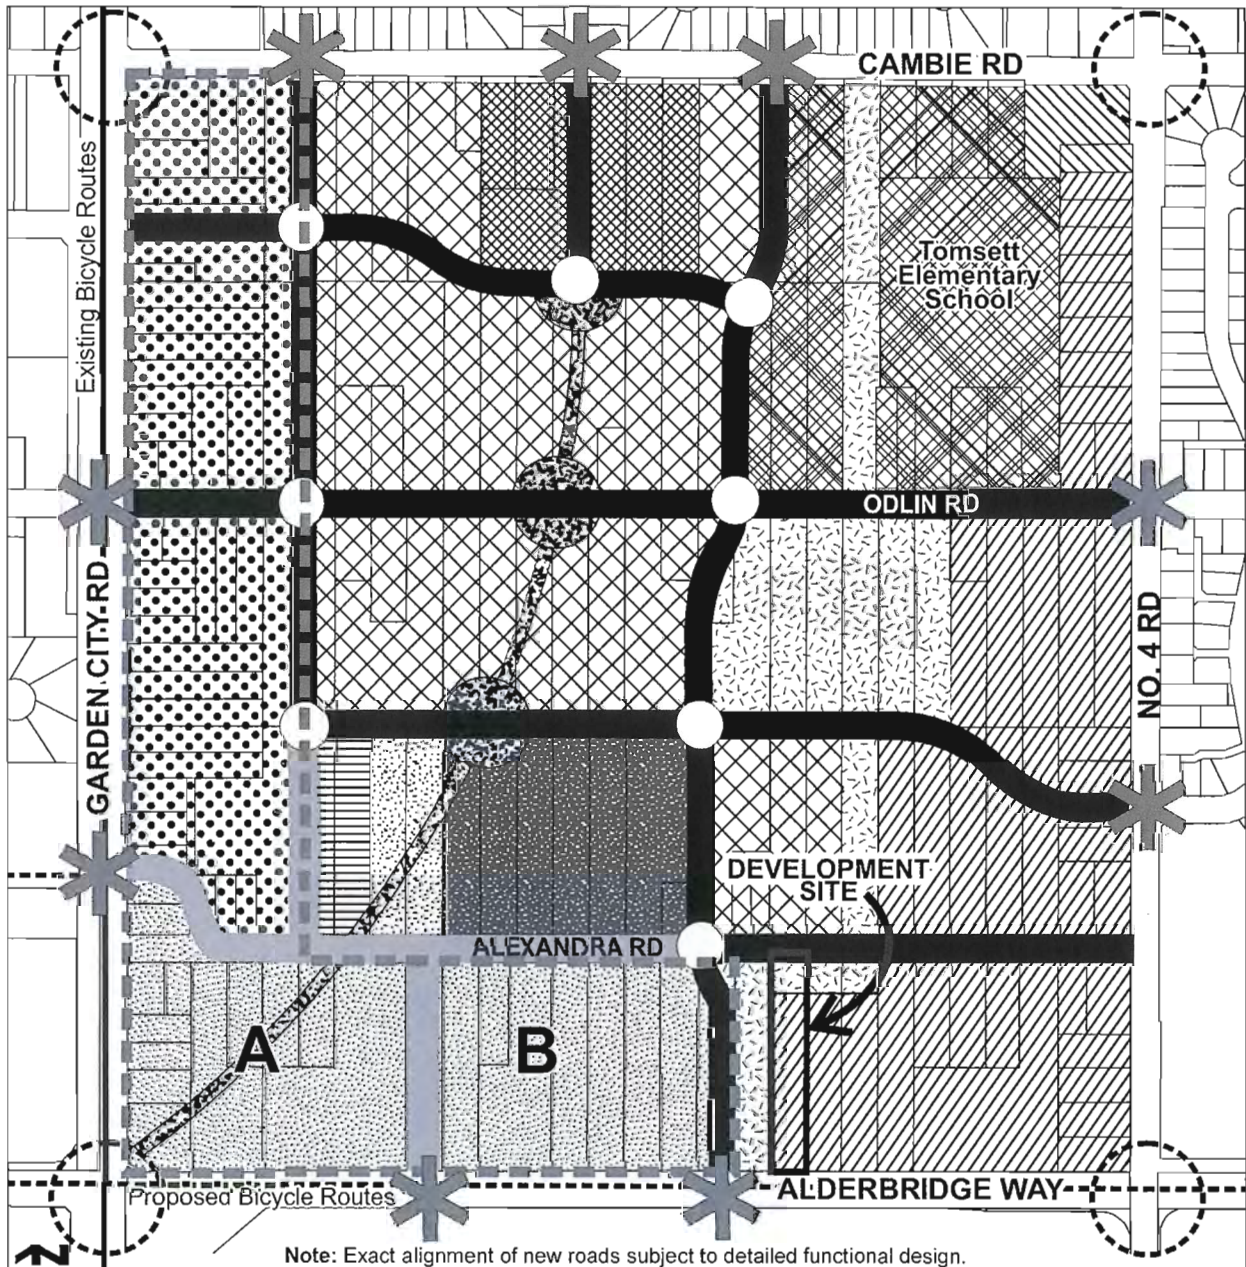 CAMBIE RD
Existing Bicycle Routes
Tomsett
Elementary
School
ODLIN RD
GARDEN CITY RD
NO. 4 RD
DEVELOPMENT
SITE
ALEXANDRA RD
A
B
Proposed Bicycle Routes
ALDERBRIDGE WAY
N
Note: Exact alignment of new roads subject to detailed functional design.